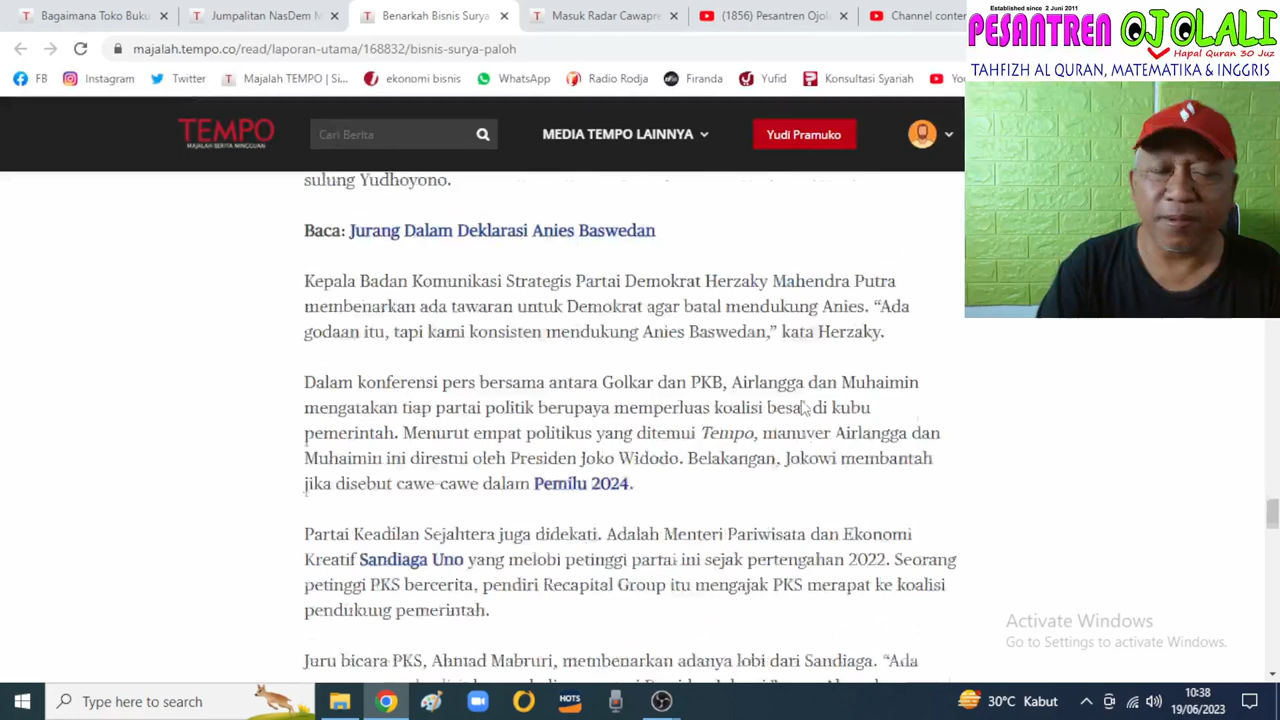 Bagaimana Toko Buku
Jumpalitan NasDem
Benarkah Bisnis Surya
Masuk Radar Cawapre
(1856) Pesantren Ojol
Channel content
majalah.tempo.co/read/laporan-utama/168832/bisnis-surya-paloh
FB
Instagram
Twitter
Majalah TEMPO | Si...
ekonomi bisnis
WhatsApp
Radio Rodja
Firanda
Yufid
Konsultasi Syariah
You
Established since 2 Juni 2011
PESANTREN OJOLALI
Hapal Quran 30 Juz
TAHFIZH AL QURAN, MATEMATIKA & INGGRIS
TEMPO
MAJALAH BERITA MINGGUAN
Cari Berita
MEDIA TEMPO LAINNYA
Yudi Pramuko
sulung Yudhoyono.
Baca: Jurang Dalam Deklarasi Anies Baswedan
Kepala Badan Komunikasi Strategis Partai Demokrat Herzaky Mahendra Putra
membenarkan ada tawaran untuk Demokrat agar batal mendukung Anies. “Ada
godaan itu, tapi kami konsisten mendukung Anies Baswedan,” kata Herzaky.
Dalam konferensi pers bersama antara Golkar dan PKB, Airlangga dan Muhaimin
mengatakan tiap partai politik berupaya memperluas koalisi besar di kubu
pemerintah. Menurut empat politikus yang ditemui Tempo, manuver Airlangga dan
Muhaimin ini direstui oleh Presiden Joko Widodo. Belakangan, Jokowi membantah
jika disebut cawe-cawe dalam Pemilu 2024.
Partai Keadilan Sejahtera juga didekati. Adalah Menteri Pariwisata dan Ekonomi
Kreatif Sandiaga Uno yang melobi petinggi partai ini sejak pertengahan 2022. Seorang
petinggi PKS bercerita, pendiri Recapital Group itu mengajak PKS merapat ke koalisi
pendukung pemerintah.
Juru bicara PKS, Ahmad Mabruri, membenarkan adanya lobi dari Sandiaga. “Ada
Activate Windows
Go to Settings to activate Windows.
Type here to search
HOTS
30°C Kabut
10:38
19/06/2023